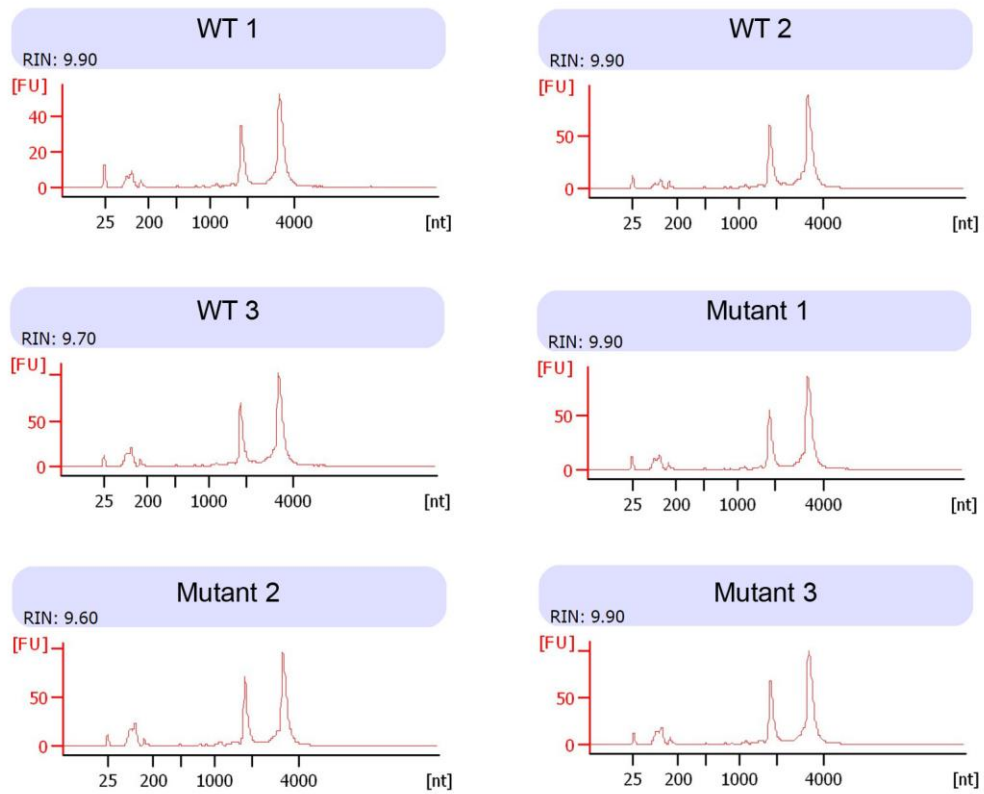 WT 1
RIN: 9.90
[FU]
40
20
0
25 200 1000 4000 [nt]
WT 2
RIN: 9.90
[FU]
50
0
25 200 1000 4000 [nt]
WT 3
RIN: 9.70
[FU]
50
0
25 200 1000 4000 [nt]
Mutant 1
RIN: 9.90
[FU]
50
0
25 200 1000 4000 [nt]
Mutant 2
RIN: 9.60
[FU]
50
0
25 200 1000 4000 [nt]
Mutant 3
RIN: 9.90
[FU]
50
0
25 200 1000 4000 [nt]